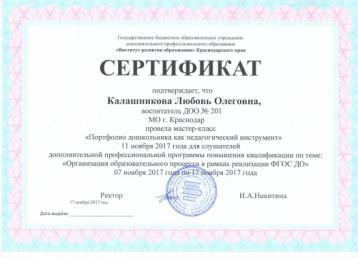 Государственное бюджетное образовательное учреждение
дополнительного профессионального образования
«Институт развития образования» Краснодарского края
СЕРТИФИКАТ
подтверждает, что
Калашникова Любовь Олеговна,
воспитатель ДОО № 201
МО г. Краснодар
провела мастер-класс
«Портфолио дошкольника как педагогический инструмент»
11 ноября 2017 года для слушателей
дополнительной профессиональной программы повышения квалификации по теме:
«Организация образовательного процесса в рамках реализации ФГОС ДО»
07 ноября 2017 года по 17 ноября 2017 года
Ректор И.А.Никитина
17 ноября 2017 год
Дата выдачи